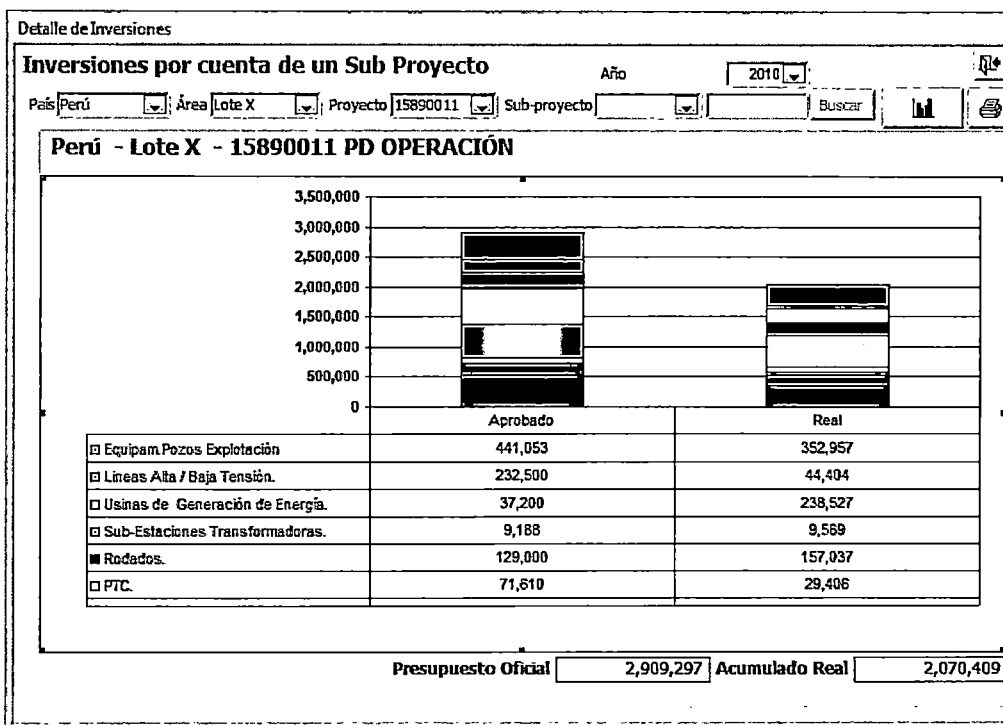 Detalle de Inversiones
Inversiones por cuenta de un Sub Proyecto Año 2010
País Perú Área Lote X Proyecto 15890011 Sub-proyecto Buscar
Perú - Lote X - 15890011 PD OPERACIÓN
3,500,000
3,000,000
2,500,000
2,000,000
1,500,000
1,000,000
500,000
0
Aprobado Real
Equipam.Pozos Explotación 441,053 352,957
Lineas Alta / Baja Tensión. 232,500 44,404
Usinas de Generación de Energía. 37,200 238,527
Sub-Estaciones Transformadoras. 9,188 9,569
Rodados. 129,000 157,037
PTC. 71,610 29,406
Presupuesto Oficial 2,909,297 Acumulado Real 2,070,409